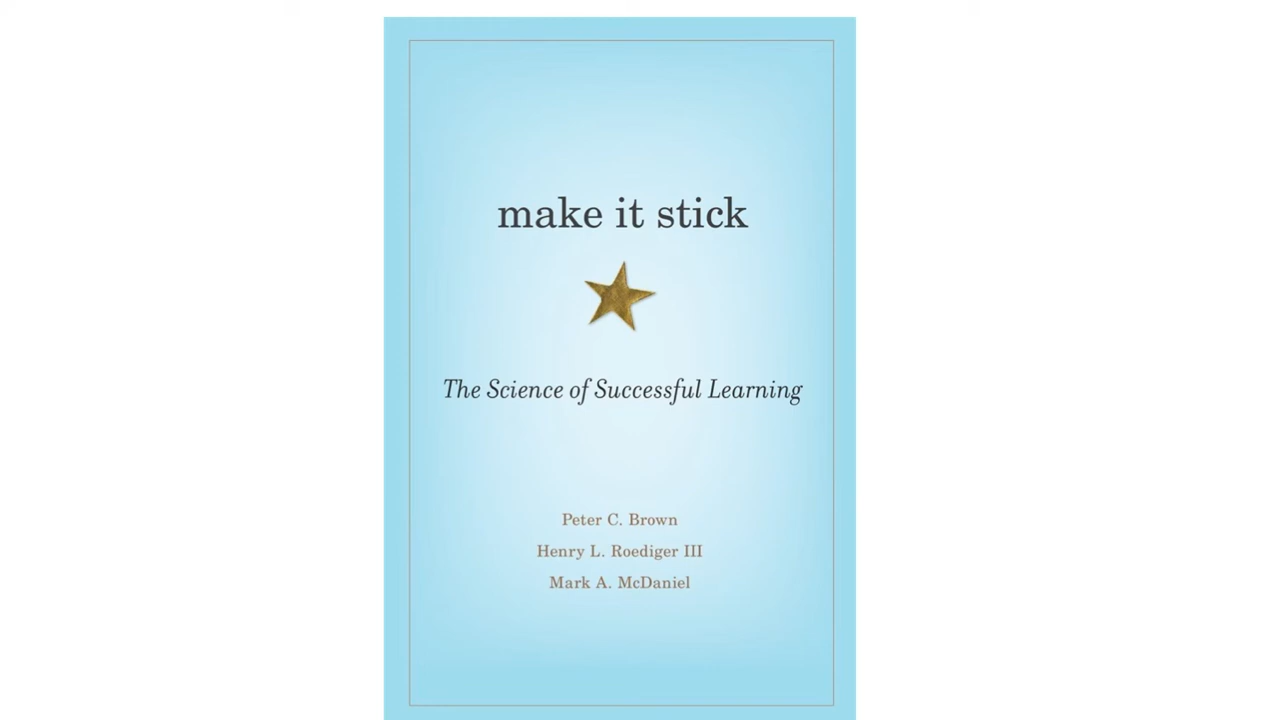 make it stick
The Science of Successful Learning
Peter C. Brown
Henry L. Roediger III
Mark A. McDaniel